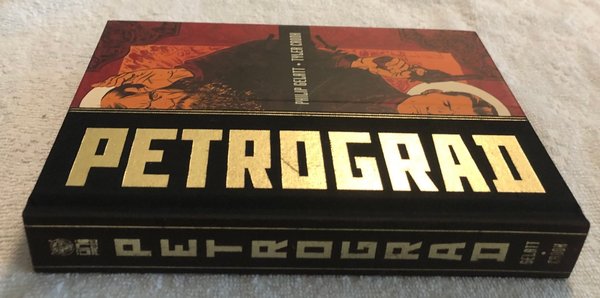 PHILIP GELATT • TYLER CROOK
PETROGRAD
PETROGRAD
GELATT • CROOK